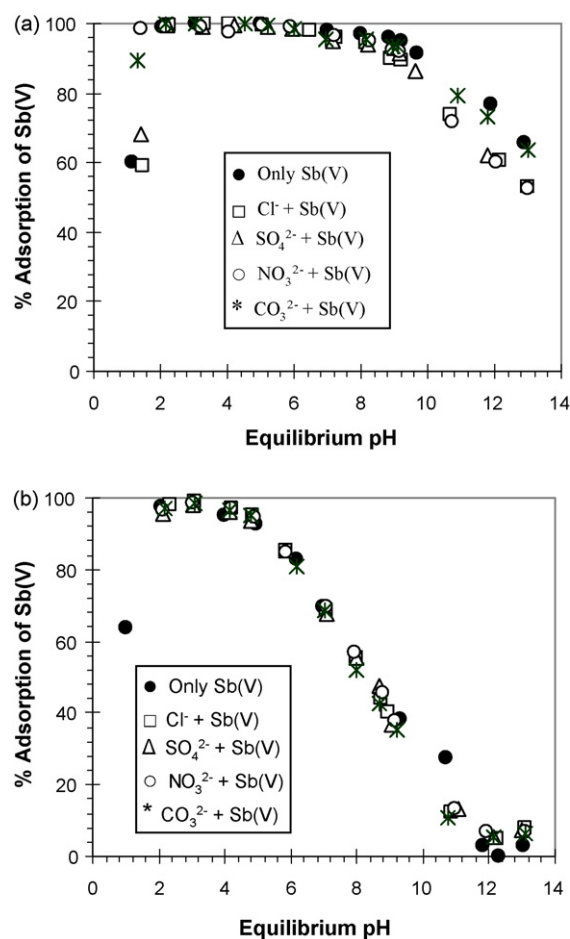 (a)
% Adsorption of Sb(V)
100
80
60
40
20
0
● Only Sb(V)
□ Cl⁻ + Sb(V)
△ SO₄²⁻ + Sb(V)
○ NO₃²⁻ + Sb(V)
* CO₃²⁻ + Sb(V)
0 2 4 6 8 10 12 14
Equilibrium pH
(b)
% Adsorption of Sb(V)
100
80
60
40
20
0
● Only Sb(V)
□ Cl⁻ + Sb(V)
△ SO₄²⁻ + Sb(V)
○ NO₃²⁻ + Sb(V)
* CO₃²⁻ + Sb(V)
0 2 4 6 8 10 12 14
Equilibrium pH